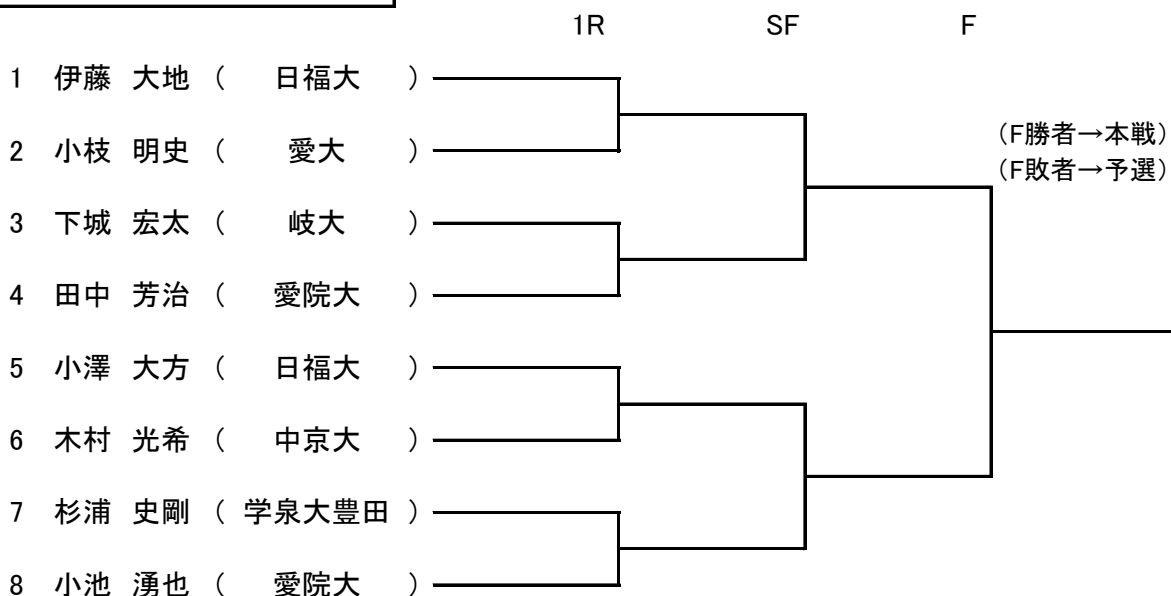 1R SF F
1 伊藤 大地 ( 日福大 )
2 小枝 明史 ( 愛大 )
(F勝者→本戦)
(F敗者→予選)
3 下城 宏太 ( 岐大 )
4 田中 芳治 ( 愛院大 )
5 小澤 大方 ( 日福大 )
6 木村 光希 ( 中京大 )
7 杉浦 史剛 ( 学泉大豊田 )
8 小池 湧也 ( 愛院大 )